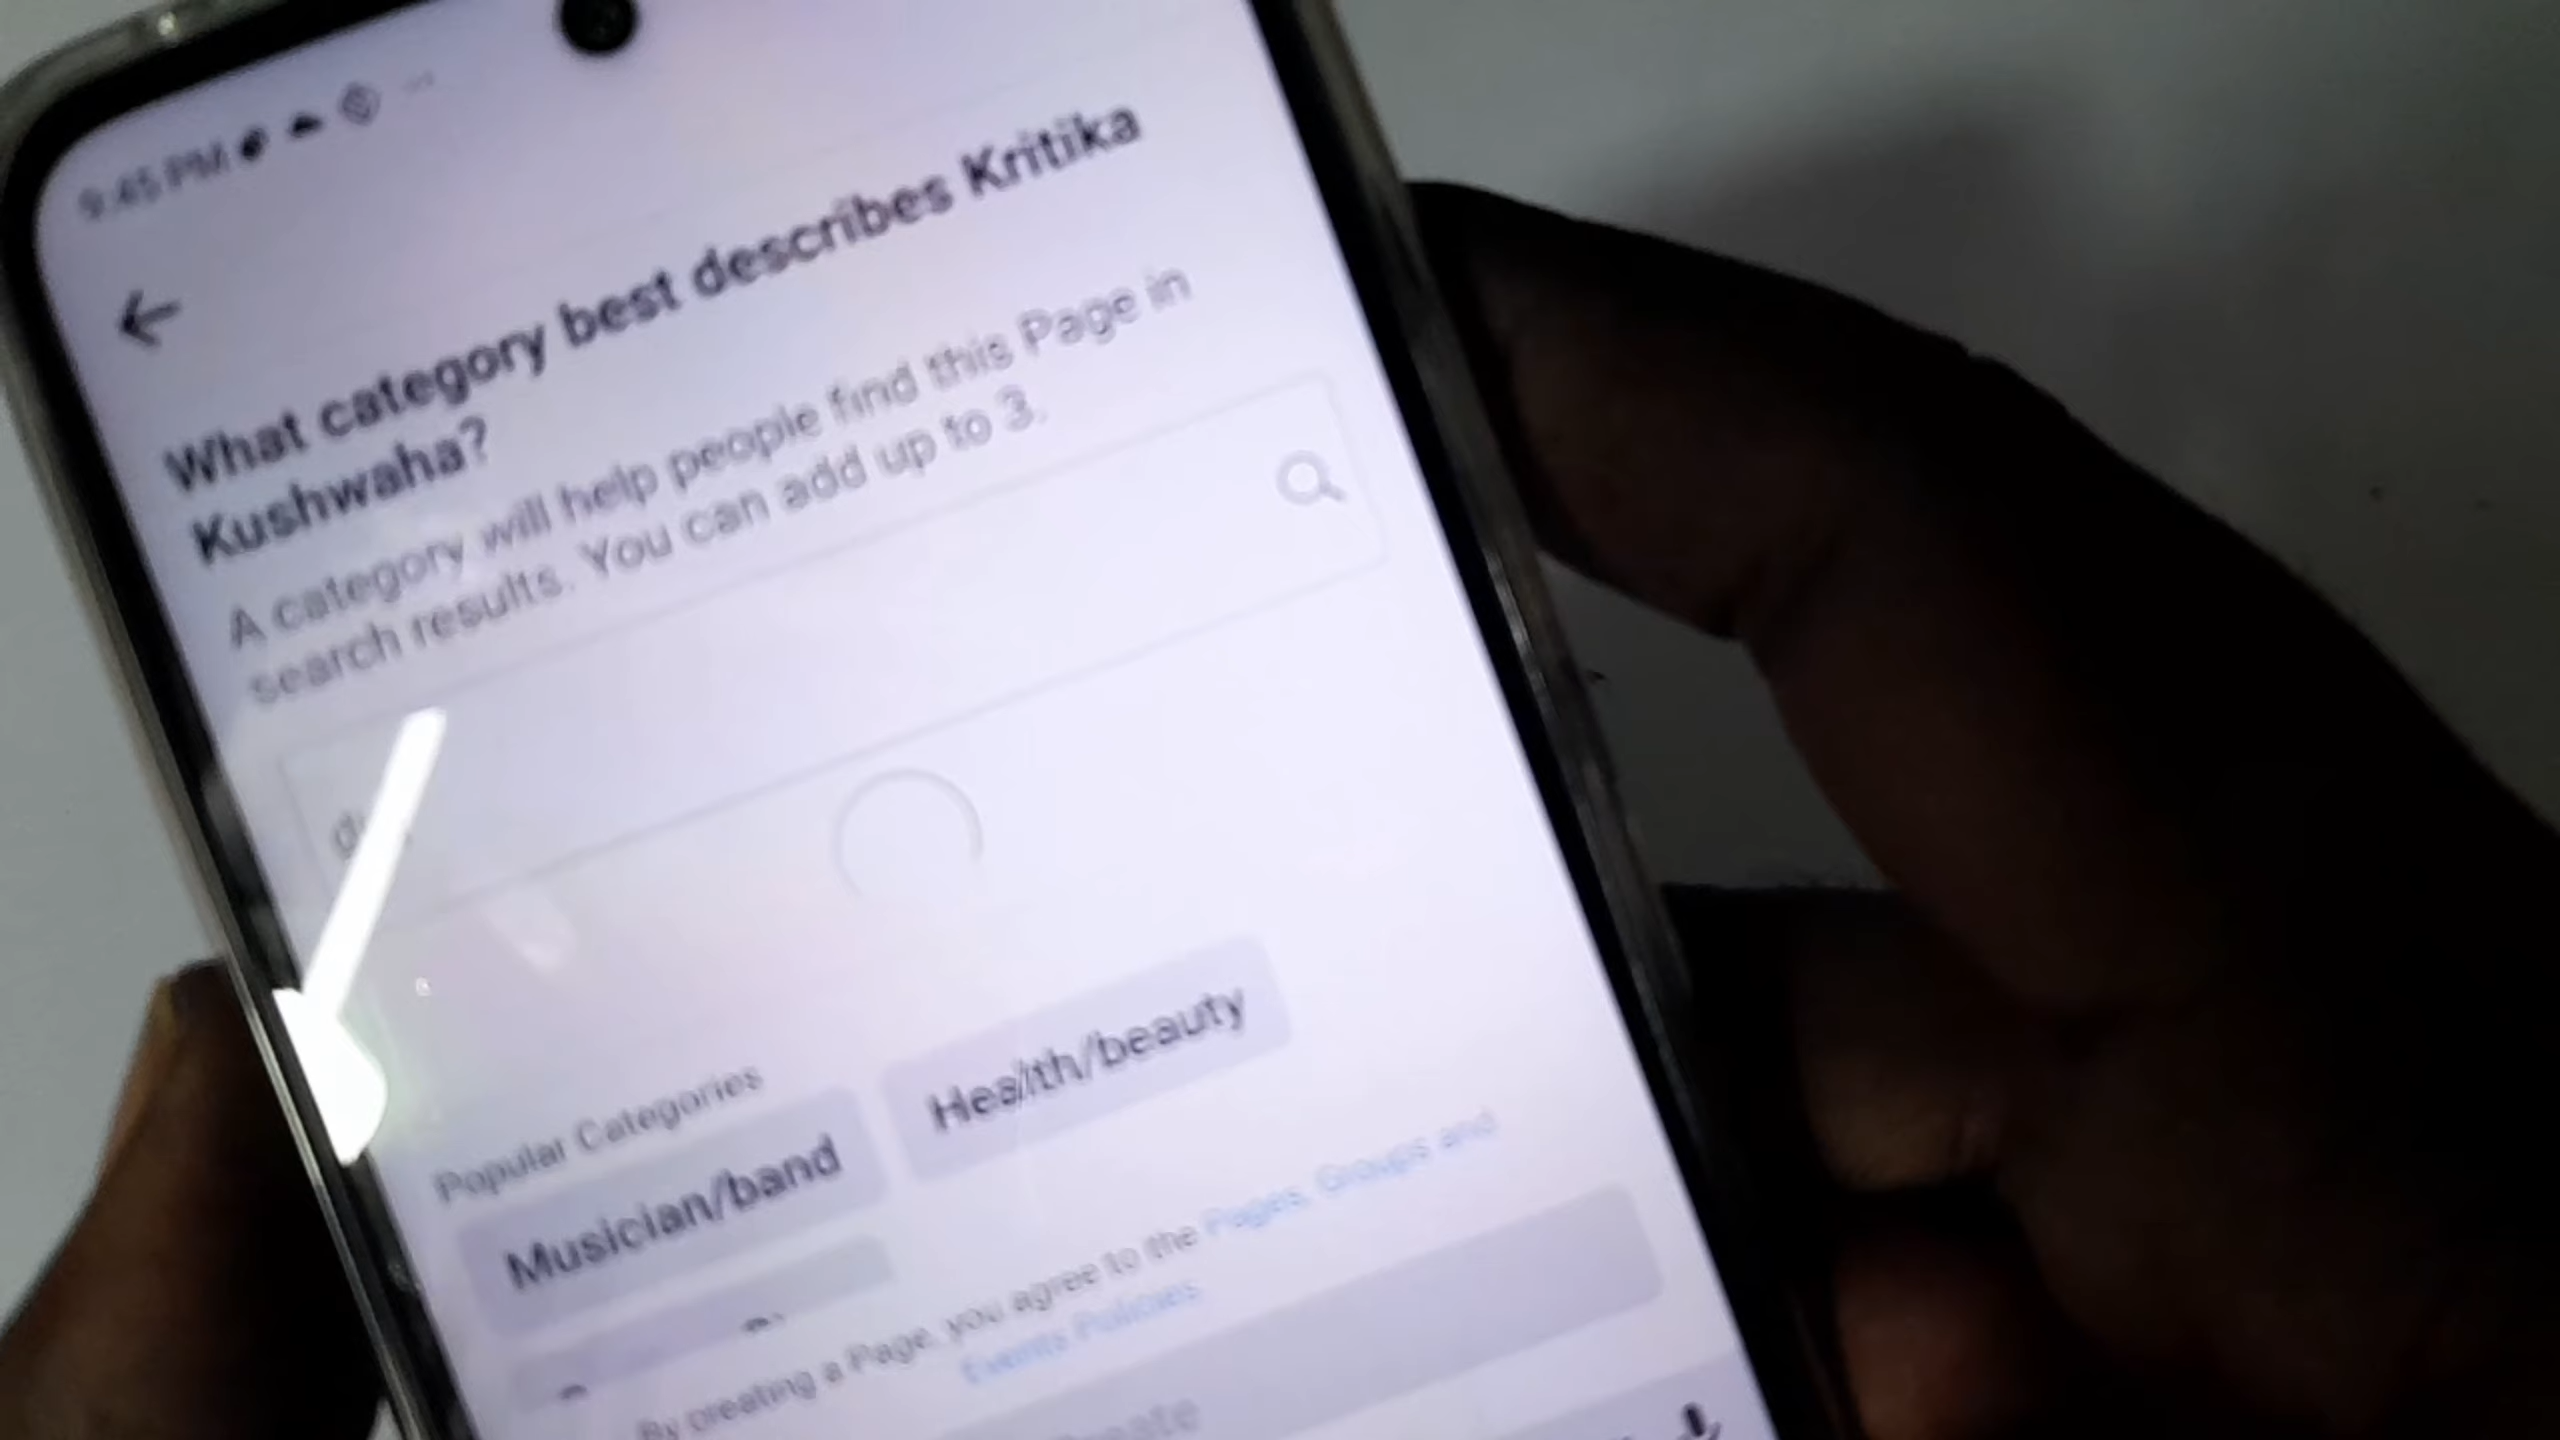 9:45 PM
What category best describes Kritika
Kushwaha?
A category will help people find this Page in
search results. You can add up to 3.
Popular Categories
Musician/band
Health/beauty
By creating a Page, you agree to the Pages, Groups and
Events Policies
Create